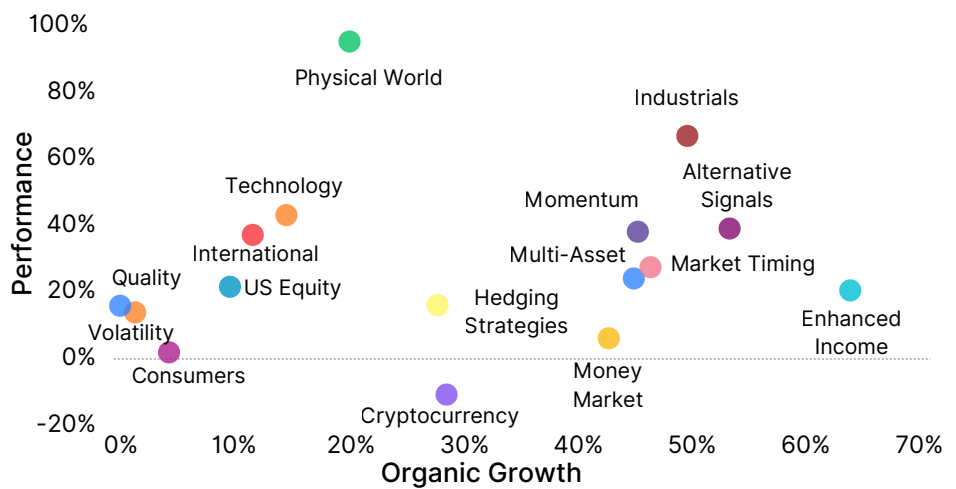 100%
Physical World
80%
Industrials
60%
Alternative
Signals
Technology
Momentum
40%
International
Multi-Asset
Market Timing
Quality
US Equity
20%
Hedging
Strategies
Volatility
Enhanced
Income
0%
Consumers
Money
Market
Cryptocurrency
-20%
Performance
0% 10% 20% 30% 40% 50% 60% 70%
Organic Growth